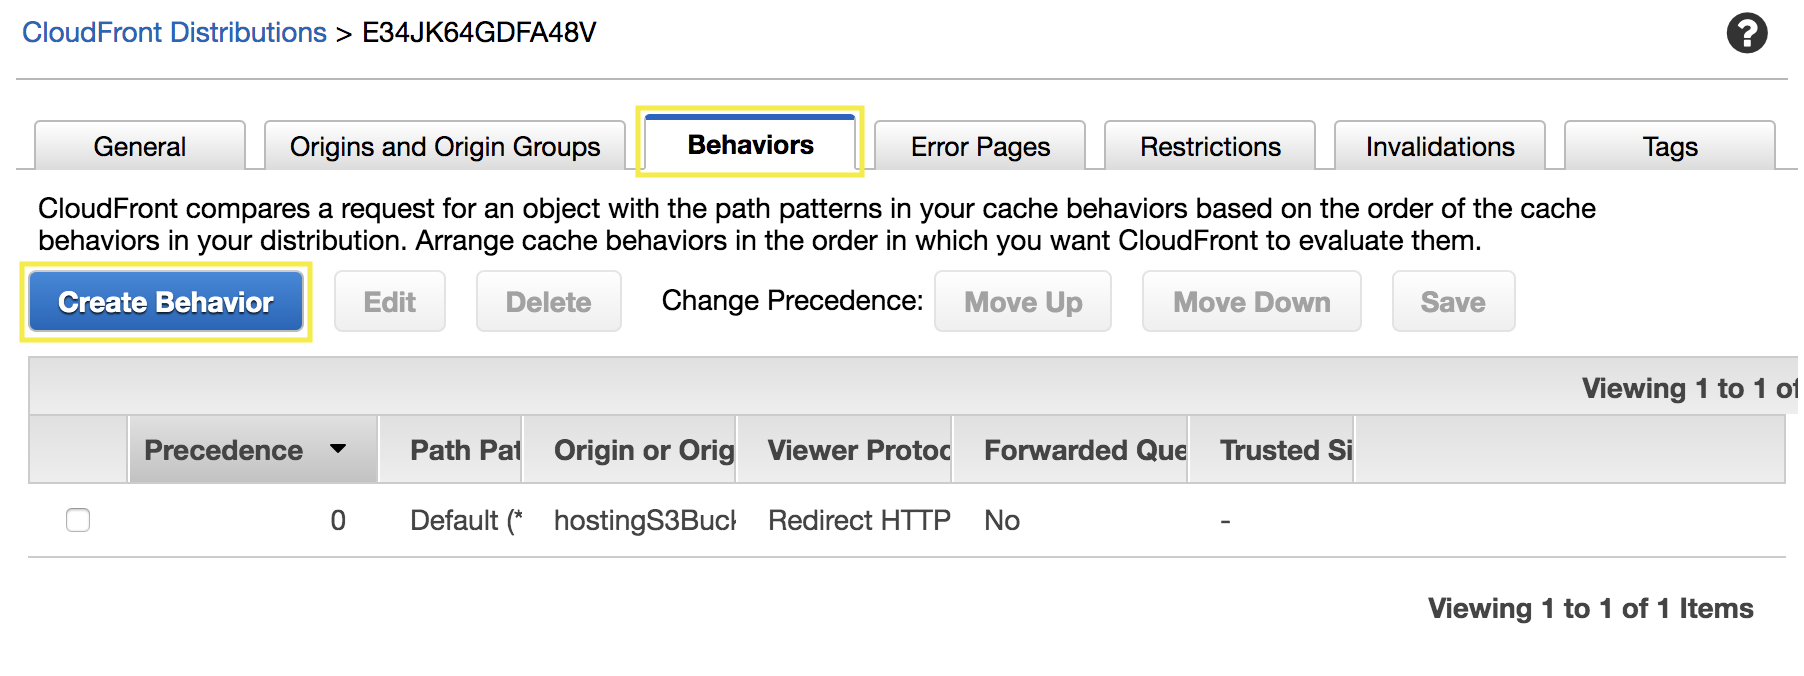 CloudFront Distributions > E34JK64GDFA48V
?
General
Origins and Origin Groups
Behaviors
Error Pages
Restrictions
Invalidations
Tags
CloudFront compares a request for an object with the path patterns in your cache behaviors based on the order of the cache
behaviors in your distribution. Arrange cache behaviors in the order in which you want CloudFront to evaluate them.
Create Behavior
Edit
Delete
Change Precedence:
Move Up
Move Down
Save
Viewing 1 to 1 of
Precedence
Path Pat
Origin or Orig
Viewer Protoc
Forwarded Que
Trusted Si
0
Default (*
hostingS3Buck
Redirect HTTP
No
-
Viewing 1 to 1 of 1 Items